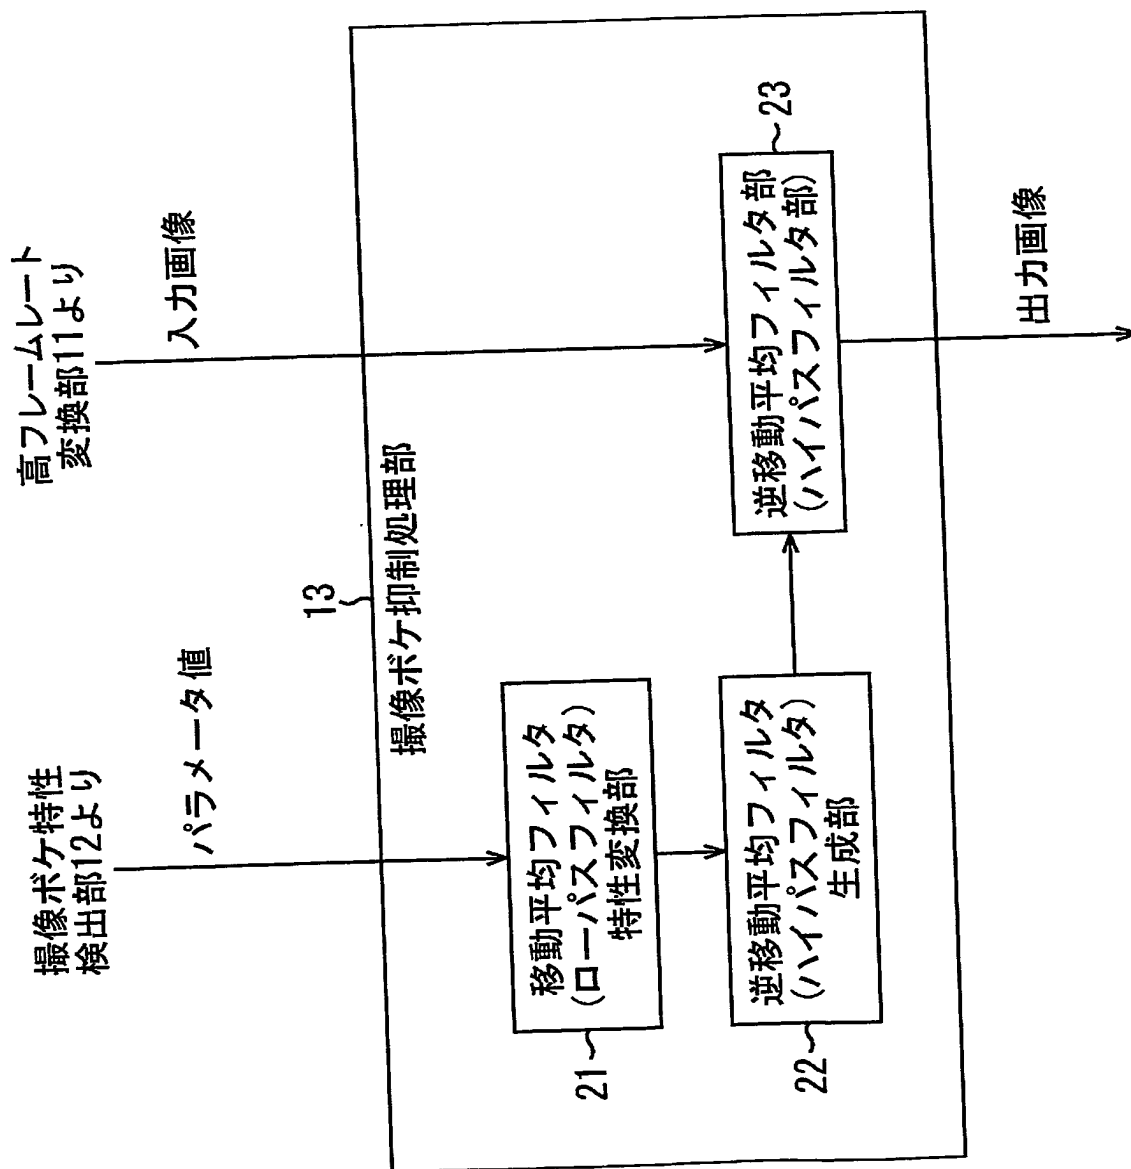 高フレームレート
変換部11より
入力画像
撮像ボケ特性
検出部12より
パラメータ値
13
撮像ボケ抑制処理部
移動平均フィルタ
(ローパスフィルタ)
特性変換部
21
逆移動平均フィルタ
(ハイパスフィルタ)
生成部
22
逆移動平均フィルタ部
(ハイパスフィルタ部)
23
出力画像